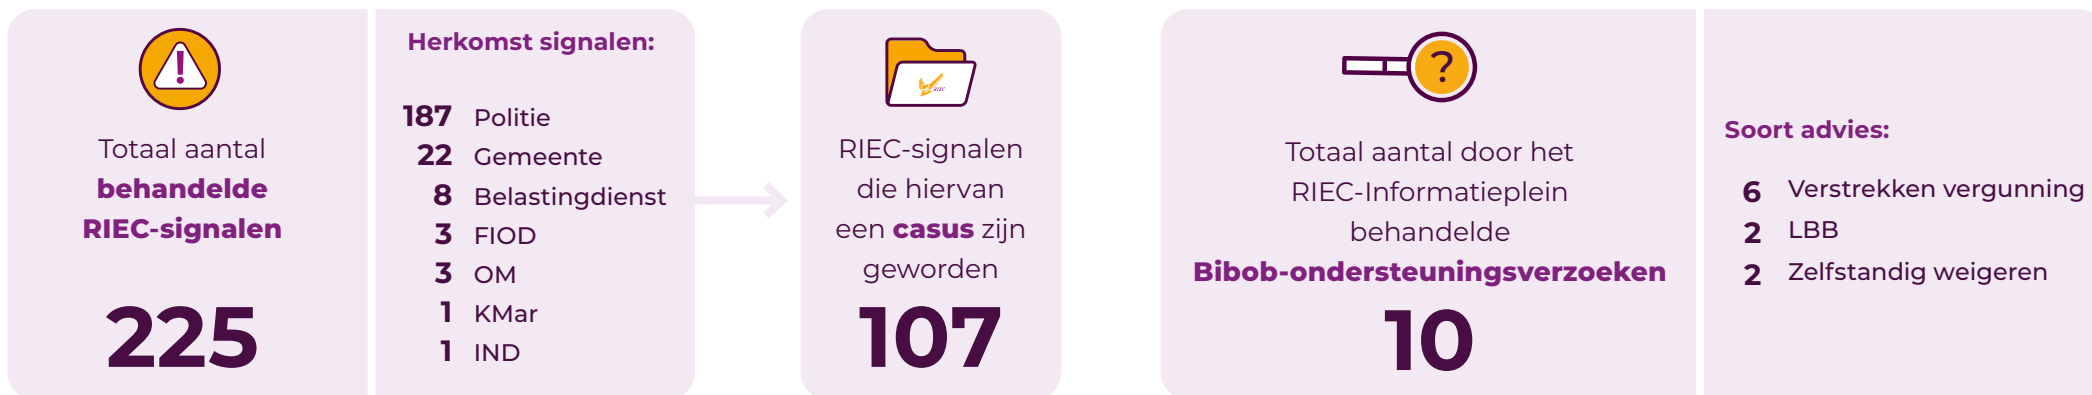 !
Totaal aantal
behandelde
RIEC-signalen
225
Herkomst signalen:
187 Politie
22 Gemeente
8 Belastingdienst
3 FIOD
3 OM
1 KMar
1 IND
RIEC
RIEC-signalen
die hiervan
een casus zijn
geworden
107
?
Totaal aantal door het
RIEC-Informatieplein
behandelde
Bibob-ondersteuningsverzoeken
10
Soort advies:
6 Verstrekken vergunning
2 LBB
2 Zelfstandig weigeren